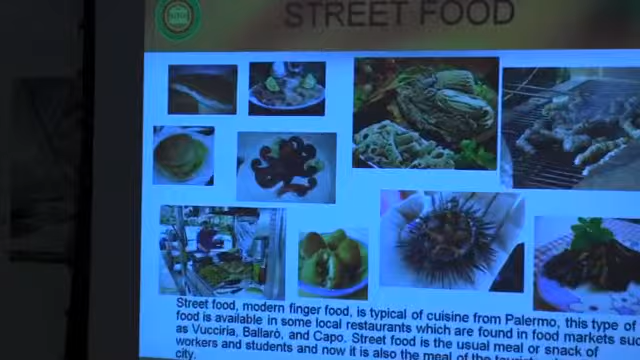 STREET FOOD
Street food, modern finger food, is typical of cuisine from Palermo, this type of
food is available in some local restaurants which are found in food markets su
as Vucciria, Ballarò, and Capo. Street food is the usual meal or snack of
workers and students and now it is also the meal of the
city.